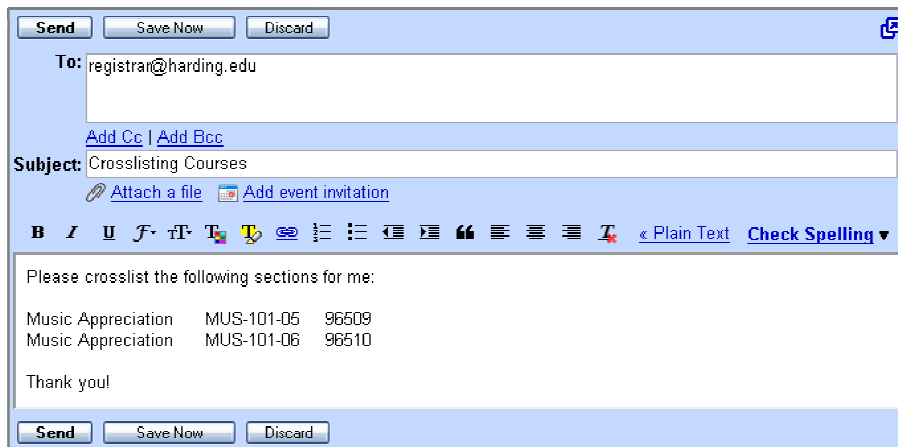 Send Save Now Discard
To: registrar@harding.edu
Add Cc | Add Bcc
Subject: Crosslisting Courses
Attach a file Add event invitation
B I U F TT T T « Plain Text Check Spelling ▼
Please crosslist the following sections for me:
Music Appreciation MUS-101-05 96509
Music Appreciation MUS-101-06 96510
Thank you!
Send Save Now Discard